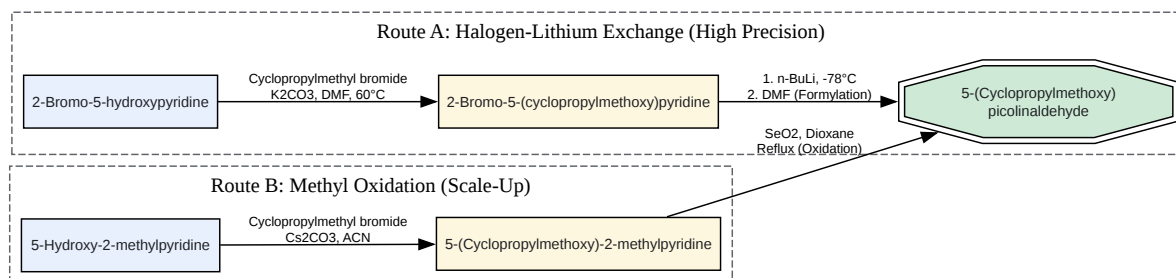 Route A: Halogen-Lithium Exchange (High Precision)
2-Bromo-5-hydroxypyridine
Cyclopropylmethyl bromide
K2CO3, DMF, 60°C
2-Bromo-5-(cyclopropylmethoxy)pyridine
1. n-BuLi, -78°C
2. DMF (Formylation)
5-(Cyclopropylmethoxy)
picolinaldehyde
SeO2, Dioxane
Reflux (Oxidation)
Route B: Methyl Oxidation (Scale-Up)
5-Hydroxy-2-methylpyridine
Cyclopropylmethyl bromide
Cs2CO3, ACN
5-(Cyclopropylmethoxy)-2-methylpyridine